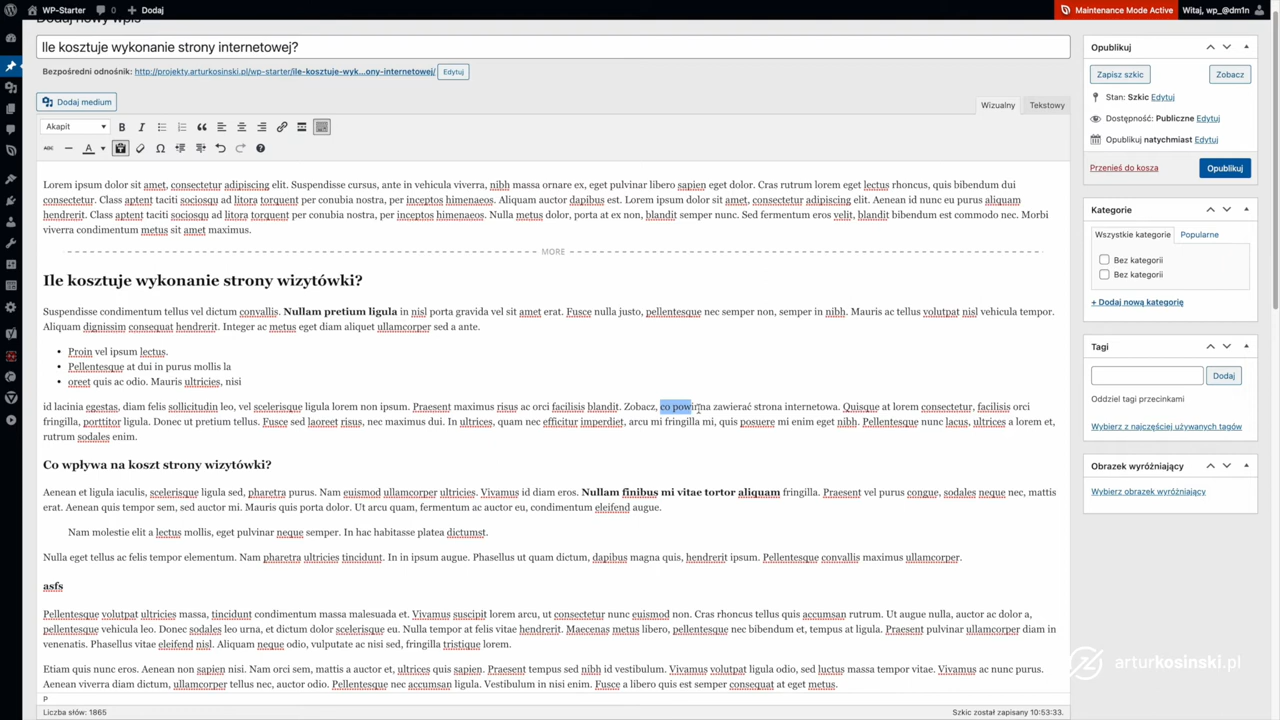 WP-Starter 0 + Dodaj Maintenance Mode Active Witaj, wp_@dm1n
Dodaj nowy wpis
Ile kosztuje wykonanie strony internetowej?
Bezpośredni odnośnik: http://projekty.arturkosinski.pl/wp-starter/ile-kosztuje-wyk...ony-internetowej/ Edytuj
Dodaj medium
Wizualny Tekstowy
Akapit
Lorem ipsum dolor sit amet, consectetur adipiscing elit. Suspendisse cursus, ante in vehicula viverra, nibh massa ornare ex, eget pulvinar libero sapien eget dolor. Cras rutrum lorem eget lectus rhoncus, quis bibendum dui
consectetur. Class aptent taciti sociosqu ad litora torquent per conubia nostra, per inceptos himenaeos. Aliquam auctor dapibus est. Lorem ipsum dolor sit amet, consectetur adipiscing elit. Aenean id nunc eu purus aliquam
hendrerit. Class aptent taciti sociosqu ad litora torquent per conubia nostra, per inceptos himenaeos. Nulla metus dolor, porta at ex non, blandit semper nunc. Sed fermentum eros velit, blandit bibendum est commodo nec. Morbi
viverra condimentum metus sit amet maximus.
MORE
Ile kosztuje wykonanie strony wizytówki?
Suspendisse condimentum tellus vel dictum convallis. Nullam pretium ligula in nisl porta gravida vel sit amet erat. Fusce nulla justo, pellentesque nec semper non, semper in nibh. Mauris ac tellus volutpat nisl vehicula tempor.
Aliquam dignissim consequat hendrerit. Integer ac metus eget diam aliquet ullamcorper sed a ante.
• Proin vel ipsum lectus.
• Pellentesque at dui in purus mollis la
• oreet quis ac odio. Mauris ultricies, nisi
id lacinia egestas, diam felis sollicitudin leo, vel scelerisque ligula lorem non ipsum. Praesent maximus risus ac orci facilisis blandit. Zobacz, co powinna zawierać strona internetowa. Quisque at lorem consectetur, facilisis orci
fringilla, porttitor ligula. Donec ut pretium tellus. Fusce sed laoreet risus, nec maximus dui. In ultrices, quam nec efficitur imperdiet, arcu mi fringilla mi, quis posuere mi enim eget nibh. Pellentesque nunc lacus, ultrices a lorem et,
rutrum sodales enim.
Co wpływa na koszt strony wizytówki?
Aenean et ligula iaculis, scelerisque ligula sed, pharetra purus. Nam euismod ullamcorper ultricies. Vivamus id diam eros. Nullam finibus mi vitae tortor aliquam fringilla. Praesent vel purus congue, sodales neque nec, mattis
erat. Aenean quis tempor sem, sed auctor mi. Mauris quis porta dolor. Ut arcu quam, fermentum ac auctor eu, condimentum eleifend augue.
Nam molestie elit a lectus mollis, eget pulvinar neque semper. In hac habitasse platea dictumst.
Nulla eget tellus ac felis tempor elementum. Nam pharetra ultricies tincidunt. In in ipsum augue. Phasellus ut quam dictum, dapibus magna quis, hendrerit ipsum. Pellentesque convallis maximus ullamcorper.
asfs
Pellentesque volutpat ultricies massa, tincidunt condimentum massa malesuada et. Vivamus suscipit lorem arcu, ut consectetur nunc euismod non. Cras rhoncus tellus quis accumsan rutrum. Ut augue nulla, auctor ac dolor a,
pellentesque vehicula tellus. Donec sodales leo urna, et dictum dolor scelerisque eu. Nulla tempor at felis vitae hendrerit. Maecenas metus libero, pellentesque nec bibendum et, tempus at ligula. Praesent pulvinar ullamcorper diam in
venenatis. Phasellus vitae eleifend nisl. Aliquam neque odio, vulputate ac nisi sed, fringilla tristique lorem.
Etiam quis nunc eros. Aenean non sapien nisi. Nam orci sem, mattis a auctor et, ultrices quis sapien. Praesent tempus sed nibh id vestibulum. Vivamus volutpat ligula nisl, sed luctus massa tempor vitae. Vivamus commodo nec nunc nec semper.
Aenean viverra diam dictum, ullamcorper tellus nec, auctor odio. Pellentesque nec accumsan ligula. Vestibulum in nisi enim. Fusce a libero quis est semper consequat at eget metus.
P
Liczba słów: 1865 Szkic został zapisany 10:53:33.
Opublikuj
Zapisz szkic Zobacz
Stan: Szkic Edytuj
Dostępność: Publiczne Edytuj
Opublikuj natychmiast Edytuj
Przenieś do kosza Opublikuj
Kategorie
Wszystkie kategorie Popularne
Bez kategorii
Bez kategorii
+ Dodaj nową kategorię
Tagi
Dodaj
Oddziel tagi przecinkami
Wybierz z najczęściej używanych tagów
Obrazek wyróżniający
Wybierz obrazek wyróżniający
arturkosinski.pl